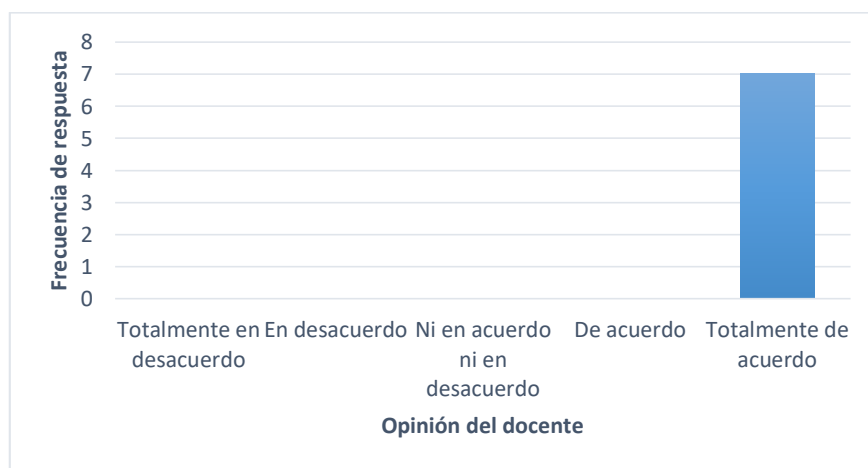 Frecuencia de respuesta
8
7
6
5
4
3
2
1
0
Totalmente en
desacuerdo
En desacuerdo
Ni en acuerdo
ni en
desacuerdo
De acuerdo
Totalmente de
acuerdo
Opinión del docente